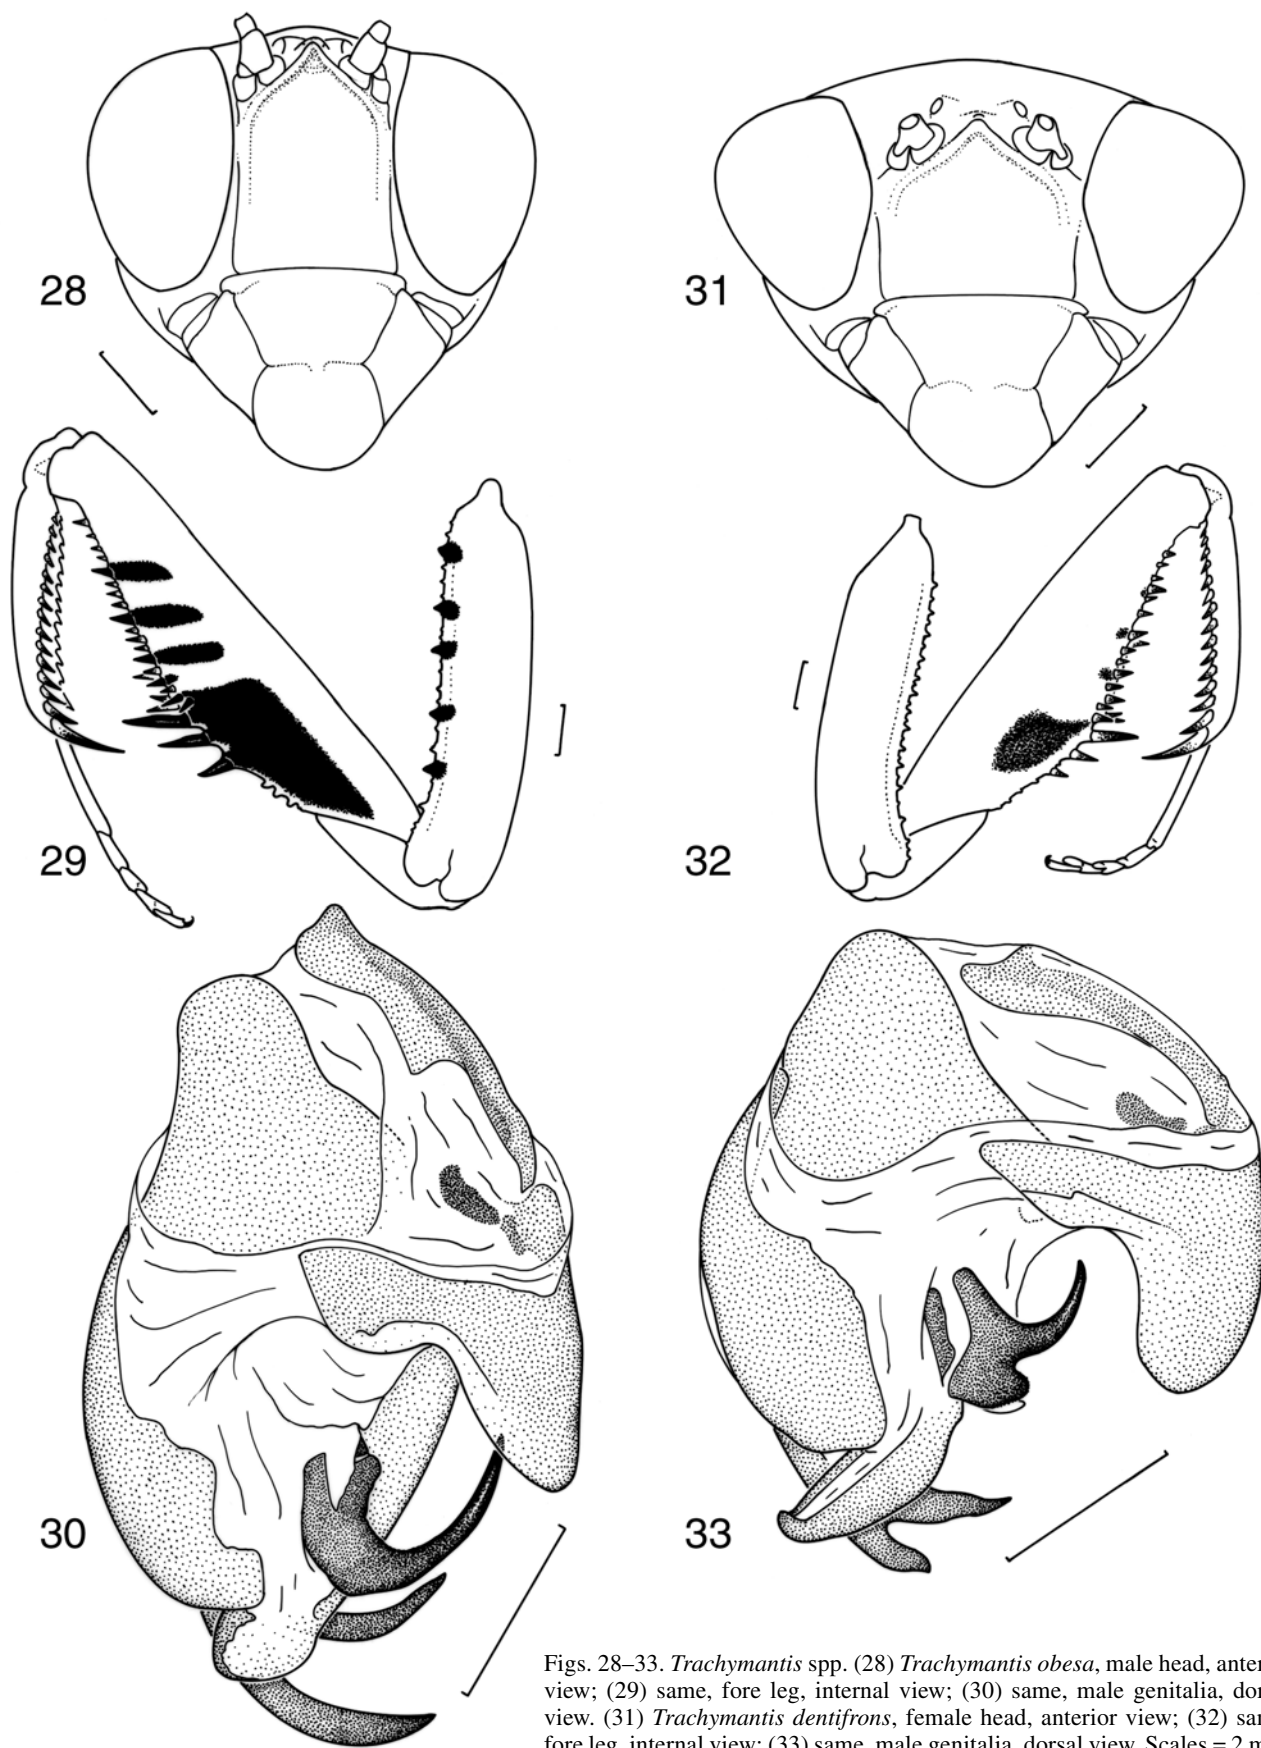 28
31
29
32
30
33
Figs. 28–33. Trachymantis spp. (28) Trachymantis obesa, male head, anter
view; (29) same, fore leg, internal view; (30) same, male genitalia, dor
view. (31) Trachymantis dentifrons, female head, anterior view; (32) sam
fore leg, internal view; (33) same, male genitalia, dorsal view. Scales = 2 m